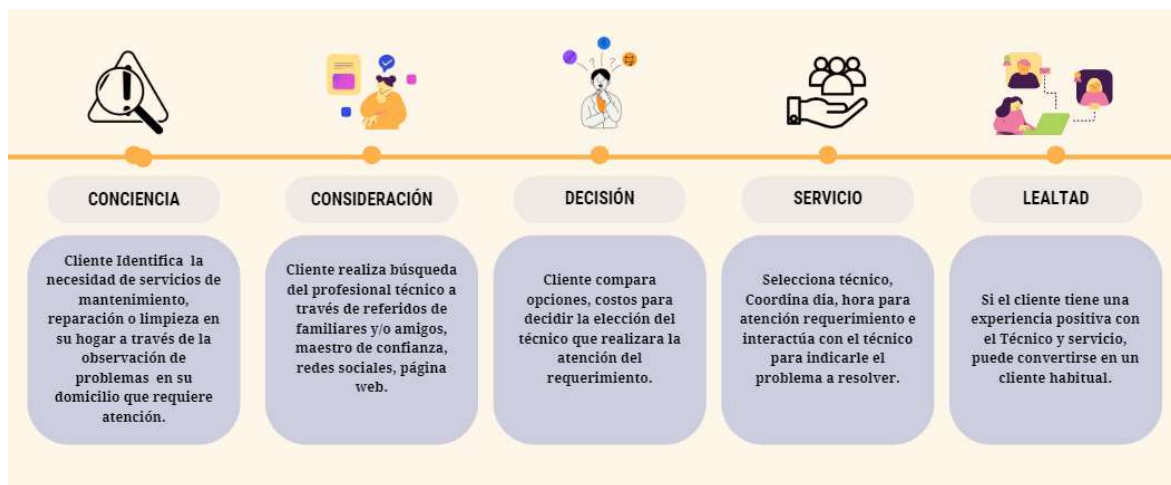 CONCIENCIA
Cliente Identifica la
necesidad de servicios de
mantenimiento,
reparación o limpieza en
su hogar a través de la
observación de
problemas en su
domicilio que requiere
atención.
CONSIDERACIÓN
Cliente realiza búsqueda
del profesional técnico a
través de referidos de
familiares y/o amigos,
maestro de confianza,
redes sociales, página
web.
DECISIÓN
Cliente compara
opciones, costos para
decidir la elección del
técnico que realizara la
atención del
requerimiento.
SERVICIO
Selecciona técnico,
Coordina dia, hora para
atención requerimiento e
interactúa con el técnico
para indicarle el
problema a resolver.
LEALTAD
Si el cliente tiene una
experiencia positiva con
el Técnico y servicio,
puede convertirse en un
cliente habitual.